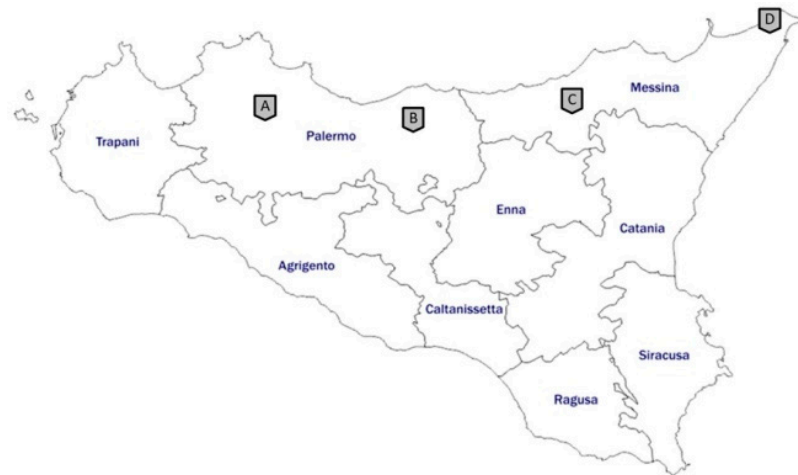 D
A
B
C
Messina
Trapani
Palermo
Enna
Catania
Agrigento
Caltanissetta
Siracusa
Ragusa